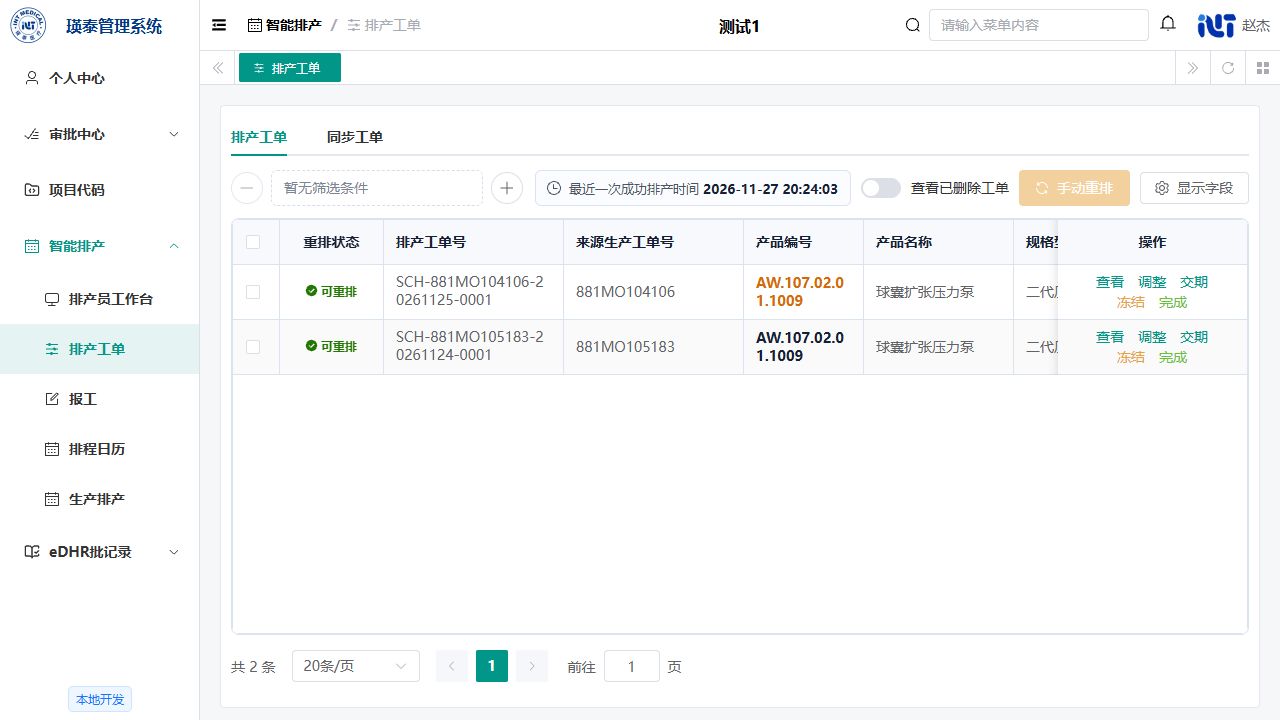 瑛泰管理系统
智能排产 / 排产工单
测试1
请输入菜单内容
赵杰
排产工单
个人中心
审批中心
项目代码
智能排产
排产员工作台
排产工单
报工
排程日历
生产排产
eDHR批记录
本地开发
排产工单 同步工单
暂无筛选条件
最近一次成功排产时间 2026-11-27 20:24:03
查看已删除工单
手动重排
显示字段
重排状态 排产工单号 来源生产工单号 产品编号 产品名称 规格型 操作
可重排 SCH-881MO104106-2
0261125-0001 881MO104106 AW.107.02.0
1.1009 球囊扩张压力泵 二代 查看 调整 交期
冻结 完成
可重排 SCH-881MO105183-2
0261124-0001 881MO105183 AW.107.02.0
1.1009 球囊扩张压力泵 二代 查看 调整 交期
冻结 完成
共 2 条 20条/页 1 前往 1 页